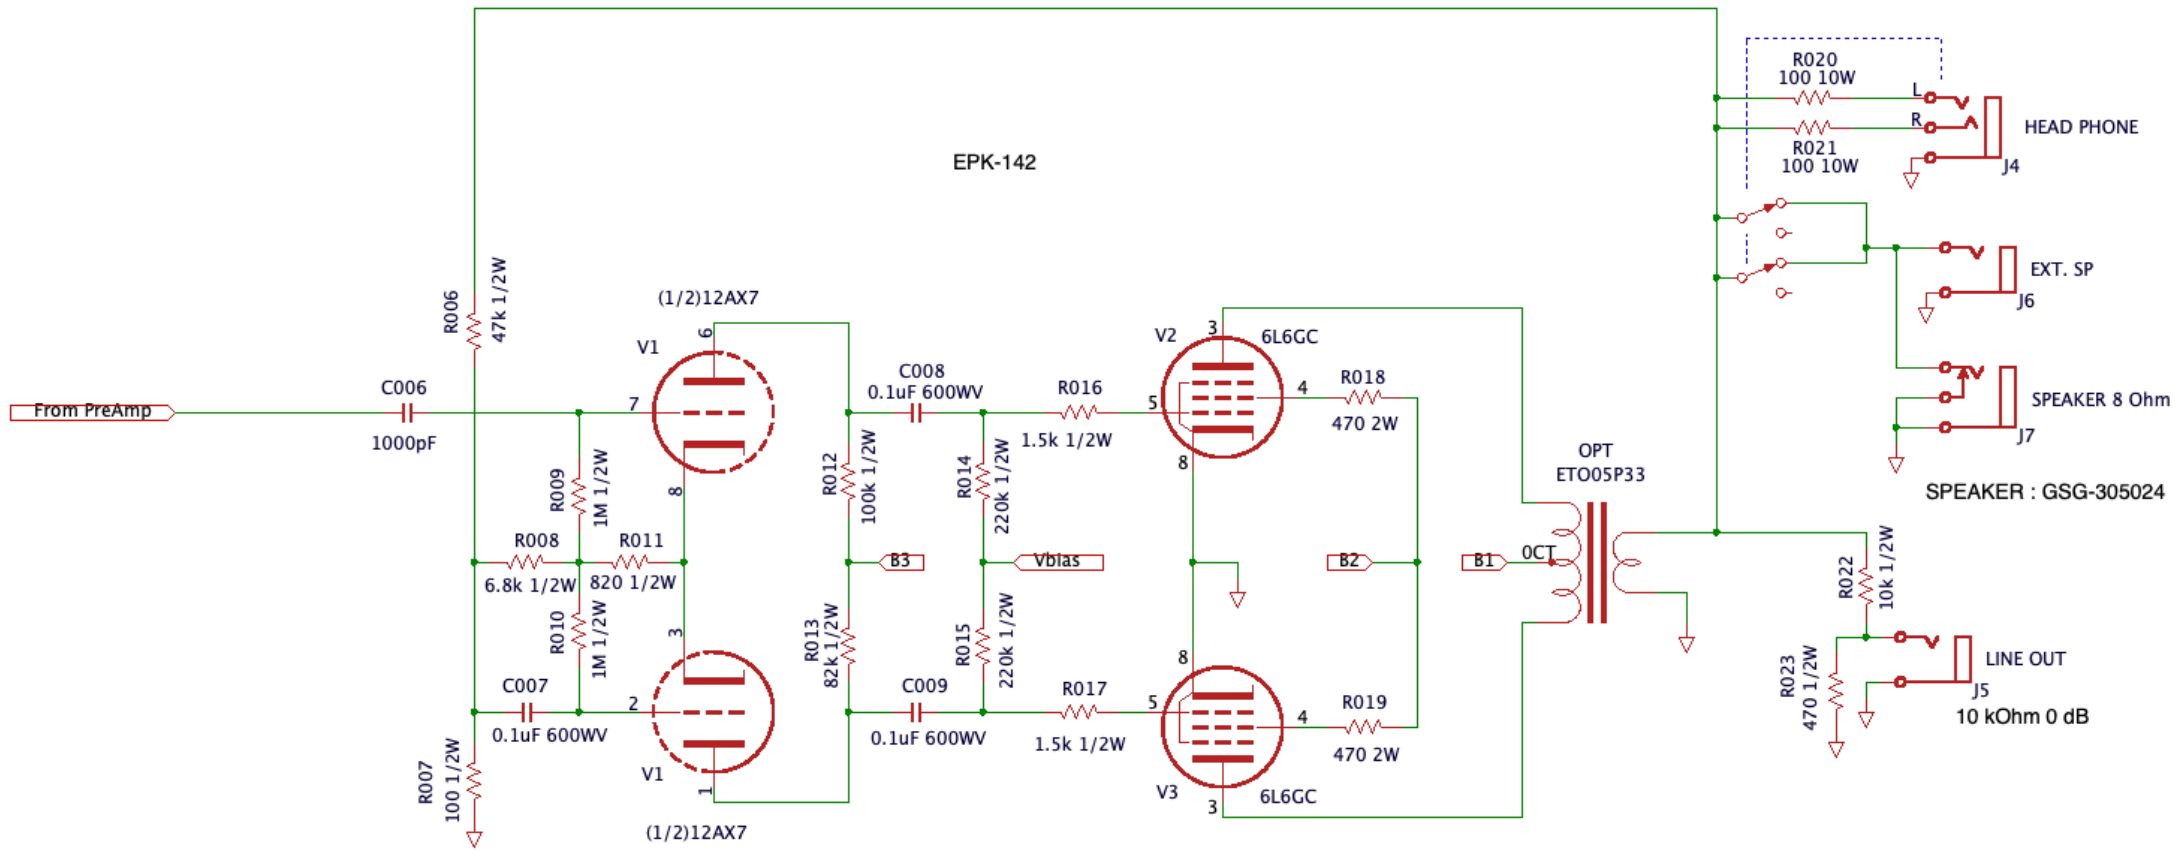 R020
100 10W
L
R
R021
100 10W
HEAD PHONE
J4
EPK-142
EXT. SP
J6
R006
47k 1/2W
(1/2)12AX7
6
V1
V2
3
6L6GC
C006
From PreAmp
1000pF
7
C008
0.1uF 600WV
R016
5
1.5k 1/2W
4
R018
470 2W
SPEAKER 8 Ohm
J7
8
R009
1M 1/2W
8
R012
100k 1/2W
R014
220k 1/2W
OPT
ETO05P33
SPEAKER : GSG-305024
R008
6.8k 1/2W
R011
820 1/2W
B3
Vbias
B2
B1
0CT
R022
10k 1/2W
R010
1M 1/2W
3
R013
82k 1/2W
R015
220k 1/2W
8
C007
0.1uF 600WV
2
C009
0.1uF 600WV
R017
5
1.5k 1/2W
4
R019
470 2W
R023
470 1/2W
LINE OUT
J5
10 kOhm 0 dB
R007
100 1/2W
V1
1
(1/2)12AX7
V3
3
6L6GC